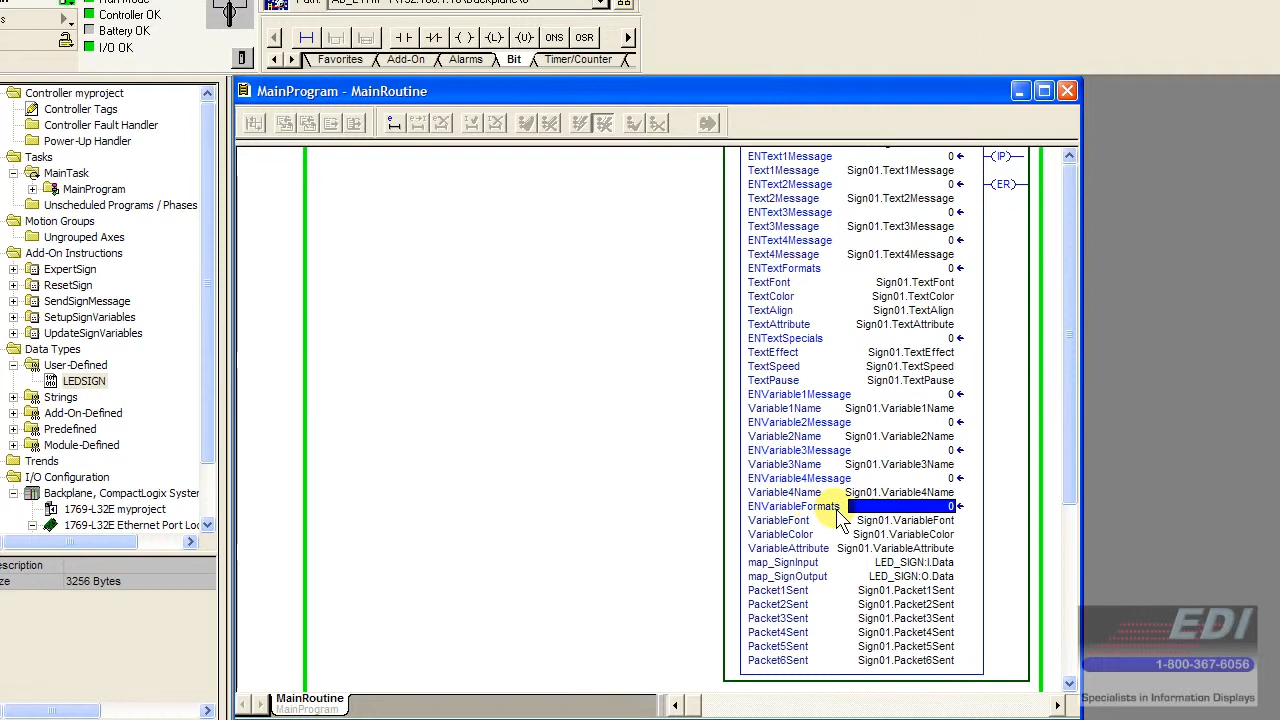 Controller OK
Battery OK
I/O OK
Favorites Add-On Alarms Bit Timer/Counter
(L) (U) ONS OSR
MainProgram - MainRoutine
Controller myproject
Controller Tags
Controller Fault Handler
Power-Up Handler
Tasks
MainTask
MainProgram
Unscheduled Programs / Phases
Motion Groups
Ungrouped Axes
Add-On Instructions
ExpertSign
ResetSign
SendSignMessage
SetupSignVariables
UpdateSignVariables
Data Types
User-Defined
LEDSIGN
Strings
Add-On-Defined
Predefined
Module-Defined
Trends
I/O Configuration
Backplane, CompactLogix System
1769-L32E myproject
1769-L32E Ethernet Port Lo
escription
ze 3256 Bytes
ENText1Message 0
Text1Message Sign01.Text1Message
ENText2Message 0
Text2Message Sign01.Text2Message
ENText3Message 0
Text3Message Sign01.Text3Message
ENText4Message 0
Text4Message Sign01.Text4Message
ENTextFormats 0
TextFont Sign01.TextFont
TextColor Sign01.TextColor
TextAlign Sign01.TextAlign
TextAttribute Sign01.TextAttribute
ENTextSpecials 0
TextEffect Sign01.TextEffect
TextSpeed Sign01.TextSpeed
TextPause Sign01.TextPause
ENVariable1Message 0
Variable1Name Sign01.Variable1Name
ENVariable2Message 0
Variable2Name Sign01.Variable2Name
ENVariable3Message 0
Variable3Name Sign01.Variable3Name
ENVariable4Message 0
Variable4Name Sign01.Variable4Name
ENVariableFormats 0
VariableFont Sign01.VariableFont
VariableColor Sign01.VariableColor
VariableAttribute Sign01.VariableAttribute
map_SignInput LED_SIGN:I.Data
map_SignOutput LED_SIGN:O.Data
Packet1Sent Sign01.Packet1Sent
Packet2Sent Sign01.Packet2Sent
Packet3Sent Sign01.Packet3Sent
Packet4Sent Sign01.Packet4Sent
Packet5Sent Sign01.Packet5Sent
Packet6Sent Sign01.Packet6Sent
(IP)
(ER)
MainRoutine
MainProgram
EDI
1-800-367-6056
Specialists in Information Displays